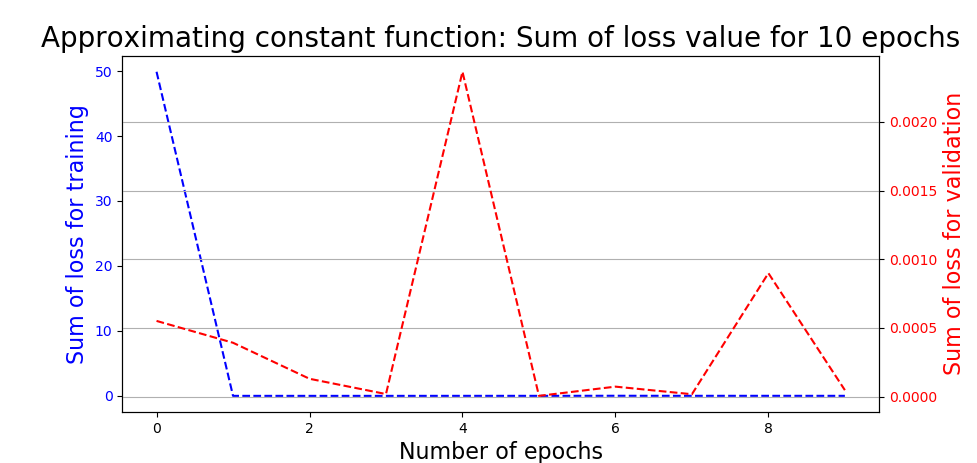 Approximating constant function: Sum of loss value for 10 epochs
Sum of loss for training
50
40
30
20
10
0
0.0020
0.0015
0.0010
0.0005
0.0000
Sum of loss for validation
0 2 4 6 8
Number of epochs